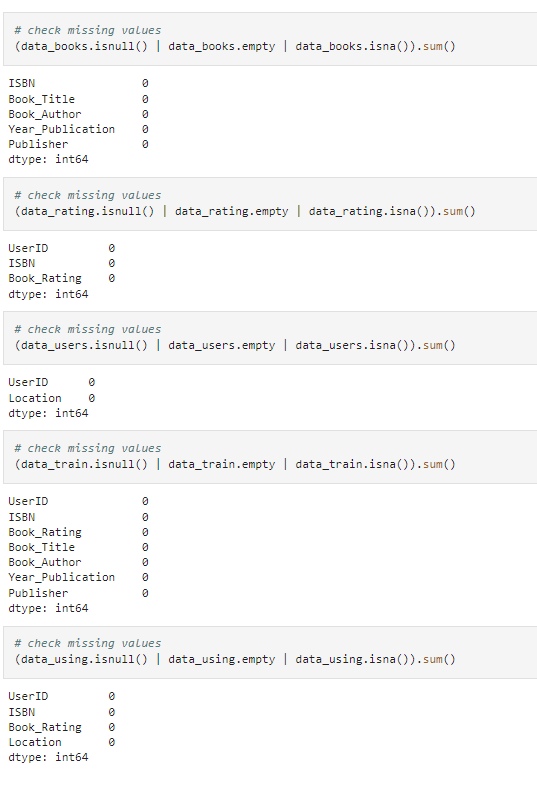 # check missing values
(data_books.isnull() | data_books.empty | data_books.isna()).sum()
ISBN 0
Book_Title 0
Book_Author 0
Year_Publication 0
Publisher 0
dtype: int64
# check missing values
(data_rating.isnull() | data_rating.empty | data_rating.isna()).sum()
UserID 0
ISBN 0
Book_Rating 0
dtype: int64
# check missing values
(data_users.isnull() | data_users.empty | data_users.isna()).sum()
UserID 0
Location 0
dtype: int64
# check missing values
(data_train.isnull() | data_train.empty | data_train.isna()).sum()
UserID 0
ISBN 0
Book_Rating 0
Book_Title 0
Book_Author 0
Year_Publication 0
Publisher 0
dtype: int64
# check missing values
(data_using.isnull() | data_using.empty | data_using.isna()).sum()
UserID 0
ISBN 0
Book_Rating 0
Location 0
dtype: int64